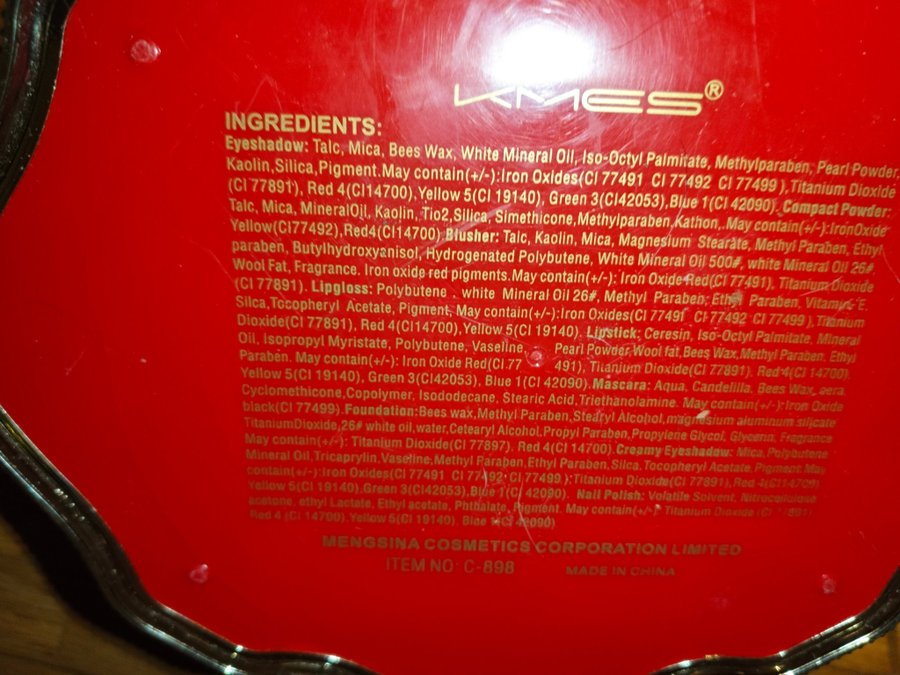 KMES®
INGREDIENTS:
Eyeshadow: Talc, Mica, Bees Wax, White Mineral Oil, Iso-Octyl Palmitate, Methylparaben, Pearl Powder,
Kaolin,Silica,Pigment.May contain(+/-):Iron Oxides(CI 77491 CI 77492 CI 77499 ),Titanium Dioxide
(CI 77891), Red 4(CI14700).Yellow 5(CI 19140), Green 3(CI42053),Blue 1(CI 42090). Compact Powder:
Talc, Mica, MineralOil, Kaolin, Tio2,Silica, Simethicone,Methylparaben,Kathon, May contain(+/-):IronOxide
Yellow(CI77492),Red4(CI14700).Blusher: Talc, Kaolin, Mica, Magnesium Stearate, Methyl Paraben, Ethyl
paraben, Butylhydroxyanisol, Hydrogenated Polybutene, White Mineral Oil 500#, white Mineral Oil 26#,
Wool Fat, Fragrance. Iron oxide red pigments.May contain(+/-): Iron Oxide Red(CI 77491), Titanium Dioxide
(CI 77891). Lipgloss: Polybutene, white Mineral Oil 26#, Methyl Paraben, Ethyl Paraben, Vitamin E,
Silca,Tocopheryl Acetate, Pigment, May contain(+/-):Iron Oxides(CI 77491 CI 77492 CI 77499 ),Titanium
Dioxide(CI 77891), Red 4(CI14700),Yellow 5(CI 19140). Lipstick: Ceresin, Iso-Octyl Palmitate, Mineral
Oil, Isopropyl Myristate, Polybutene, Vaseline, Pearl Powder,Wool fat,Bees Wax,Methyl Paraben, Ethyl
Paraben. May contain(+/-): Iron Oxide Red(CI 77 491), Titanium Dioxide(CI 77891). Red 4(CI 14700),
Yellow 5(CI 19140), Green 3(CI42053), Blue 1(CI 42090).Mascara: Aqua, Candelilla, Bees Wax,
Cyclomethicone,Copolymer, Isododecane, Stearic Acid,Triethanolamine. May contain(+/-):Iron Oxide
black(CI 77499).Foundation:Bees wax,Methyl Paraben,Stearyl Alcohol,magnesium aluminum silicate
TitaniumDioxide,26# white oil,water,Cetearyl Alcohol,Propyl Paraben,Propylene Glycol, Glycerin, Fragrance
May contain(+/-): Titanium Dioxide(CI 77897). Red 4(CI 14700).Creamy Eyeshadow: Mica, Polybutene
Mineral Oil,Tricaprylin,Vaseline,Methyl Paraben,Ethyl Paraben,Silca, Tocopheryl Acetate,Pigment.May
contain(+/-):Iron Oxides(CI 77491 CI 77492 CI 77499 ),Titanium Dioxide(CI 77891),Red 4(CI14700)
Yellow 5(CI 19140),Green 3(CI42053),Blue 1(CI 42090). Nail Polish: Volatile Solvent, Nitrocellulose
acetone, ethyl Lactate, Ethyl acetate, Phthalate, Pigment. May contain(+/-): Titanium Dioxide (CI 77891)
Red 4 (CI 14700).Yellow 5(CI 19140), Blue 1(CI 42090)
MENGSINA COSMETICS CORPORATION LIMITED
ITEM NO: C-898 MADE IN CHINA